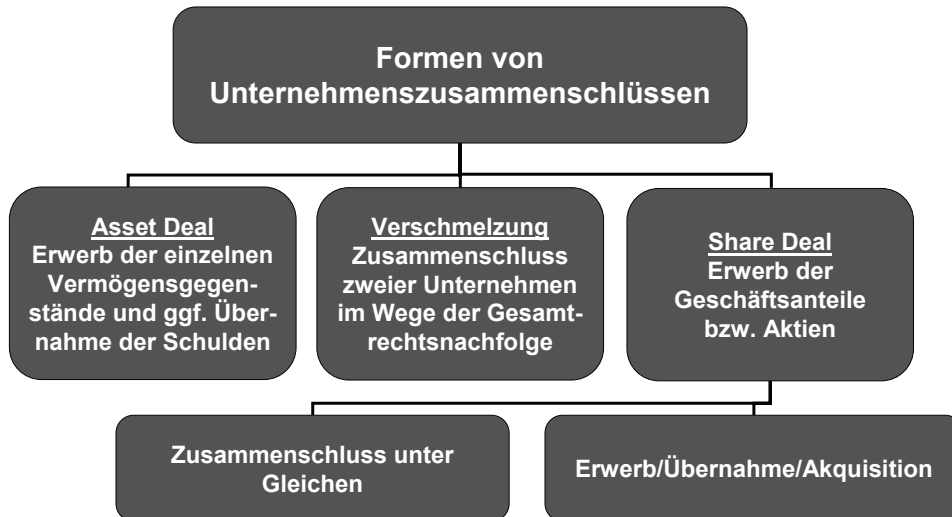 Formen von
Unternehmenszusammenschlüssen
Asset Deal
Erwerb der einzelnen
Vermögensgegen-
stände und ggf. Über-
nahme der Schulden
Verschmelzung
Zusammenschluss
zweier Unternehmen
im Wege der Gesamt-
rechtsnachfolge
Share Deal
Erwerb der
Geschäftsanteile
bzw. Aktien
Zusammenschluss unter
Gleichen
Erwerb/Übernahme/Akquisition